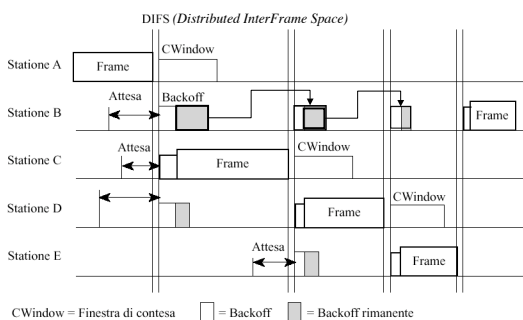 DIFS (Distributed InterFrame Space)
CWindow
Stazione A
Frame
Attesa
Backoff
Stazione B
Frame
Attesa
CWindow
Stazione C
Frame
CWindow
Stazione D
Frame
Attesa
Stazione E
Frame
CWindow = Finestra di contesa
= Backoff
= Backoff rimanente